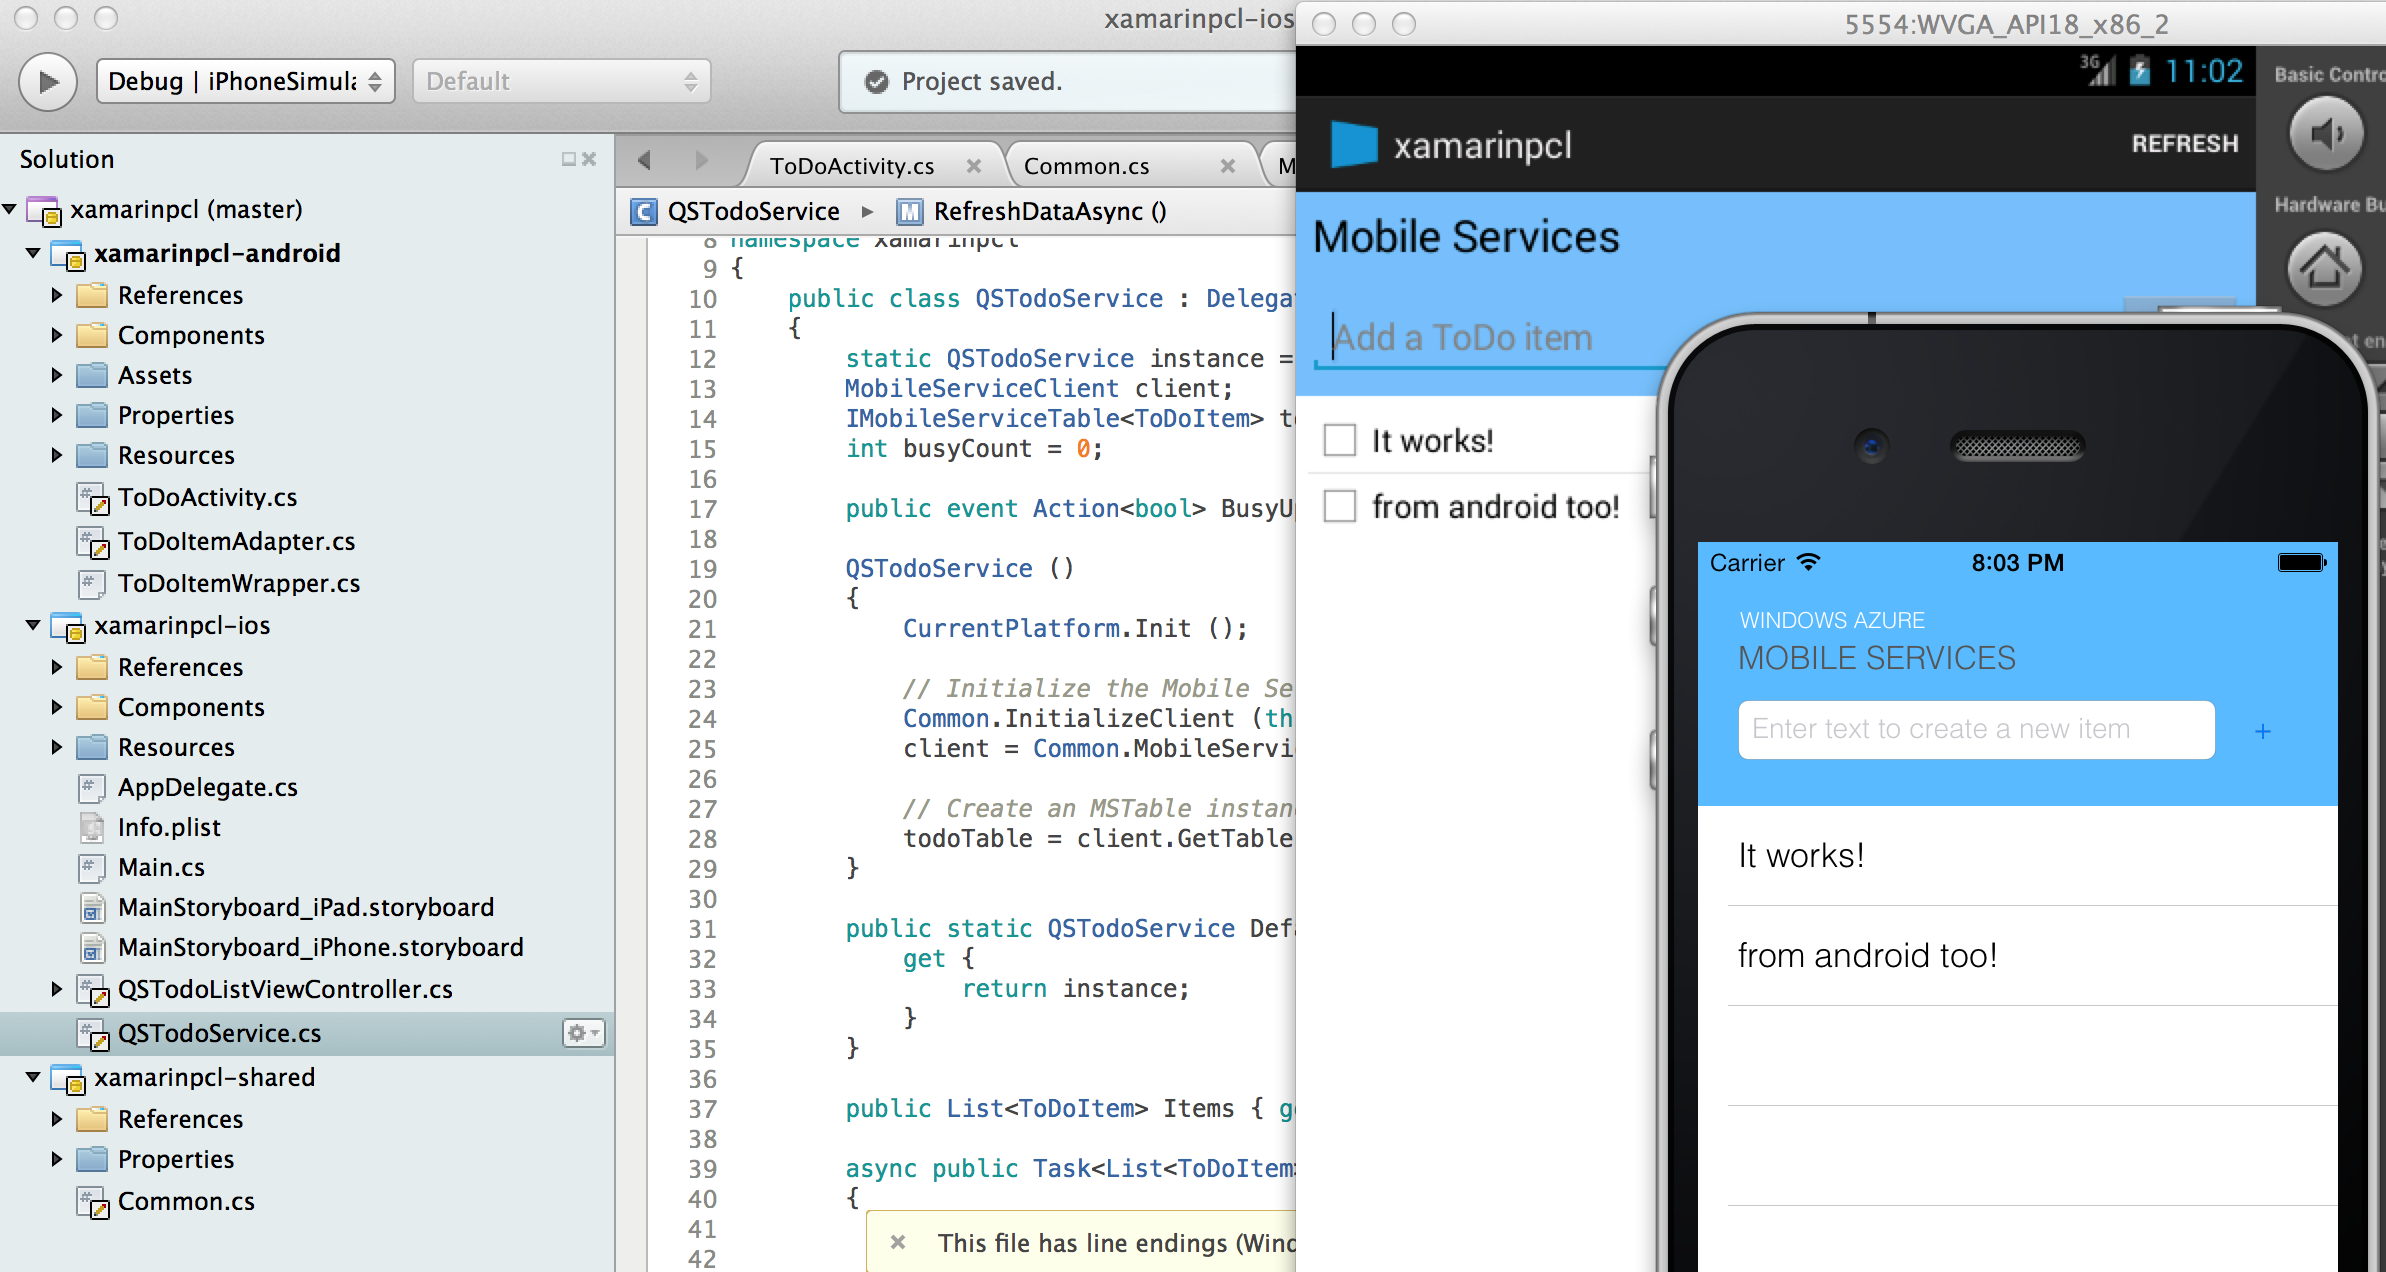 xamarinpcl-ios
Debug | iPhoneSimula
Default
Project saved.
Solution
xamarinpcl (master)
xamarinpcl-android
References
Components
Assets
Properties
Resources
ToDoActivity.cs
ToDoItemAdapter.cs
ToDoItemWrapper.cs
xamarinpcl-ios
References
Components
Resources
AppDelegate.cs
Info.plist
Main.cs
MainStoryboard_iPad.storyboard
MainStoryboard_iPhone.storyboard
QSTodoListViewController.cs
QSTodoService.cs
xamarinpcl-shared
References
Properties
Common.cs
ToDoActivity.cs
Common.cs
M
QSTodoService
RefreshDataAsync ()
8 namespace xamarinpcl
9 {
10 public class QSTodoService : Delega
11 {
12 static QSTodoService instance =
13 MobileServiceClient client;
14 IMobileServiceTable<ToDoItem> t
15 int busyCount = 0;
16
17 public event Action<bool> BusyU
18
19 QSTodoService ()
20 {
21 CurrentPlatform.Init ();
22
23 // Initialize the Mobile Se
24 Common.InitializeClient (th
25 client = Common.MobileServi
26
27 // Create an MSTable instan
28 todoTable = client.GetTable
29 }
30
31 public static QSTodoService Def
32 get {
33 return instance;
34 }
35 }
36
37 public List<ToDoItem> Items { g
38
39 async public Task<List<ToDoItem>
40 {
41
42
This file has line endings (Wind
5554:WVGA_API18_x86_2
3G 11:02
xamarinpcl
REFRESH
Mobile Services
Add a ToDo item
It works!
from android too!
Basic Contro
Hardware Bu
Carrier 8:03 PM
WINDOWS AZURE
MOBILE SERVICES
Enter text to create a new item +
It works!
from android too!